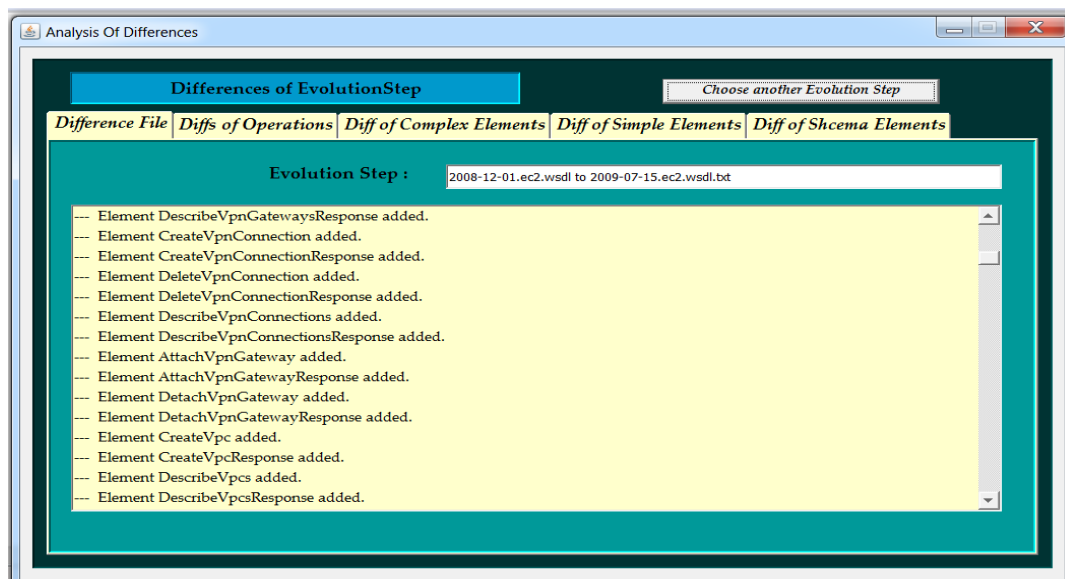 Analysis Of Differences
Differences of EvolutionStep
Choose another Evolution Step
Difference File
Diffs of Operations
Diff of Complex Elements
Diff of Simple Elements
Diff of Shcema Elements
Evolution Step :
2008-12-01.ec2.wsdl to 2009-07-15.ec2.wsdl.txt
--- Element DescribeVpnGatewaysResponse added.
--- Element CreateVpnConnection added.
--- Element CreateVpnConnectionResponse added.
--- Element DeleteVpnConnection added.
--- Element DeleteVpnConnectionResponse added.
--- Element DescribeVpnConnections added.
--- Element DescribeVpnConnectionsResponse added.
--- Element AttachVpnGateway added.
--- Element AttachVpnGatewayResponse added.
--- Element DetachVpnGateway added.
--- Element DetachVpnGatewayResponse added.
--- Element CreateVpc added.
--- Element CreateVpcResponse added.
--- Element DescribeVpcs added.
--- Element DescribeVpcsResponse added.